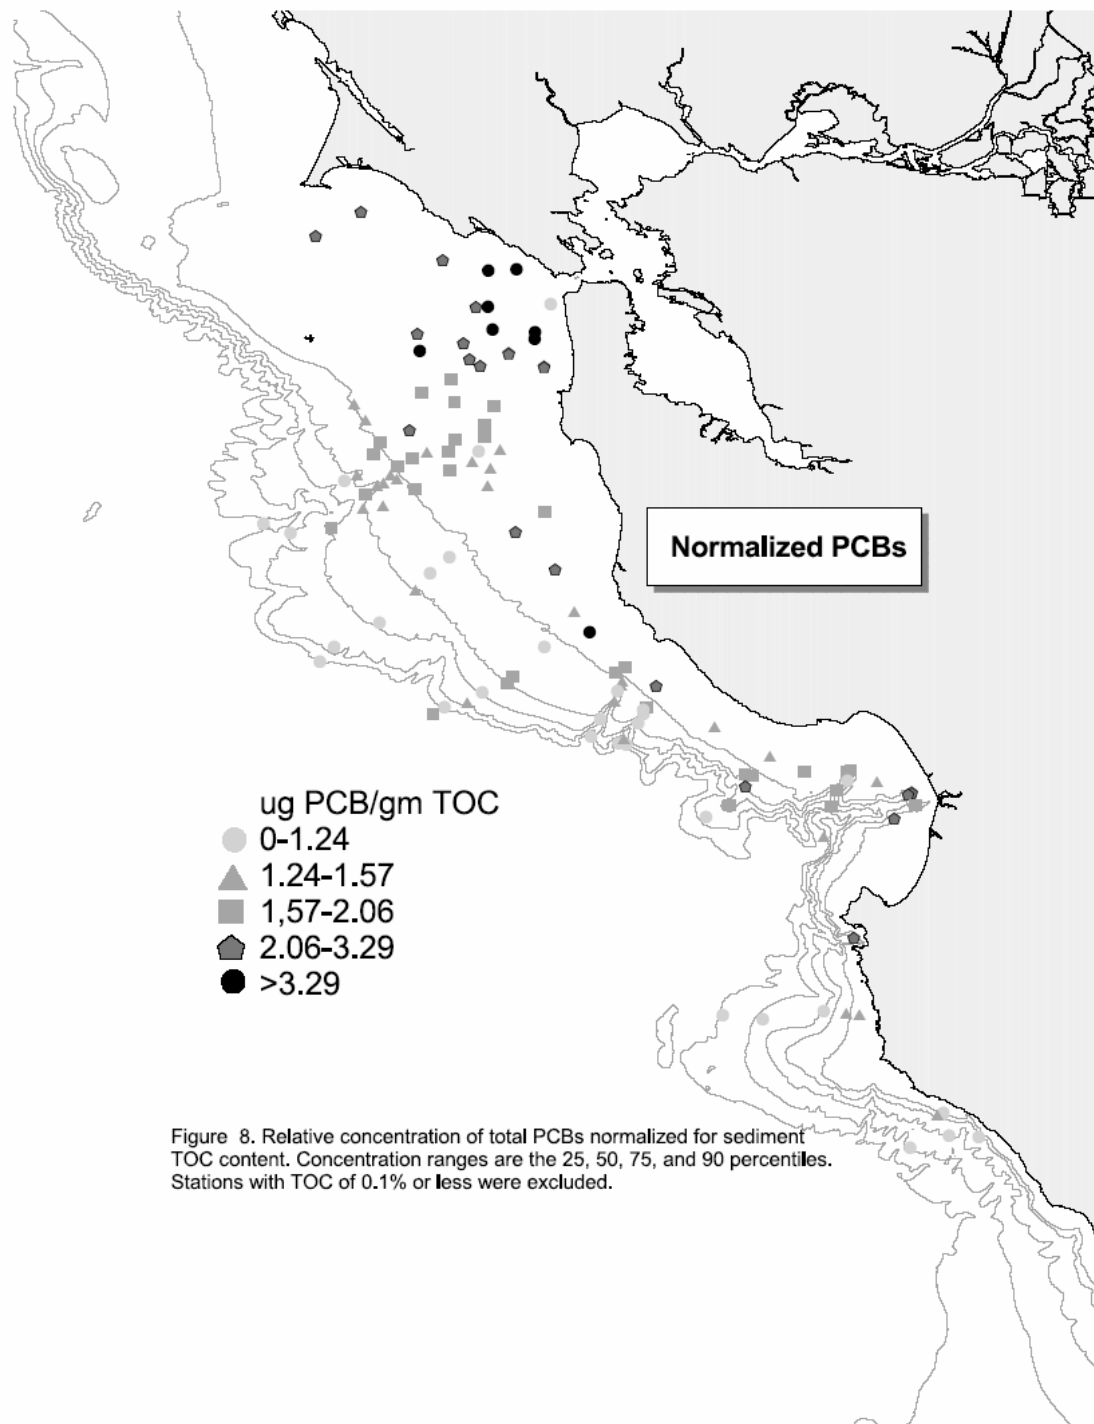 Normalized PCBs
ug PCB/gm TOC
0-1.24
1.24-1.57
1,57-2.06
2.06-3.29
>3.29
Figure 8. Relative concentration of total PCBs normalized for sediment
TOC content. Concentration ranges are the 25, 50, 75, and 90 percentiles.
Stations with TOC of 0.1% or less were excluded.